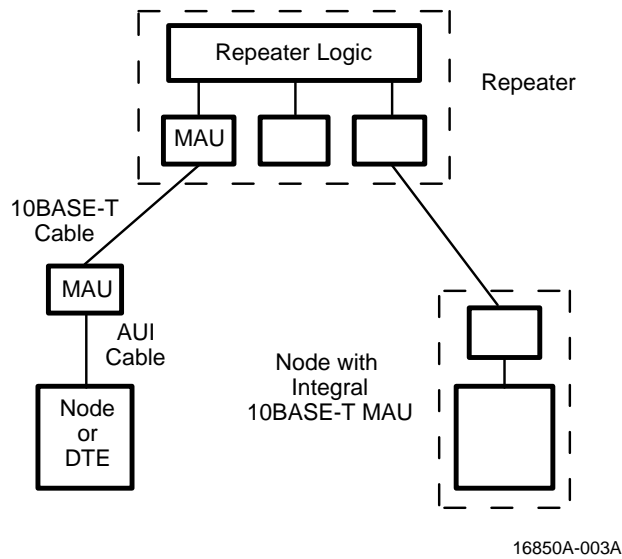 Repeater Logic
Repeater
MAU
10BASE-T
Cable
MAU
AUI
Cable
Node with
Integral
10BASE-T MAU
Node
or
DTE
16850A-003A